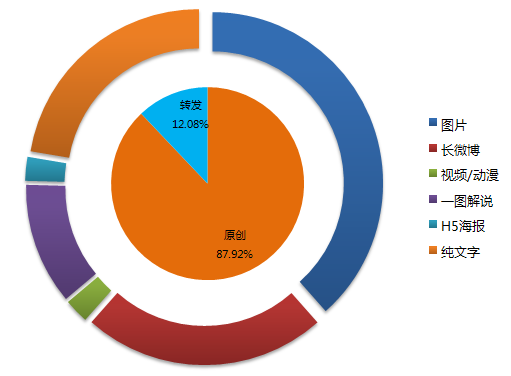 转发
12.08%
原创
87.92%
图片
长微博
视频/动漫
一图解说
H5海报
纯文字